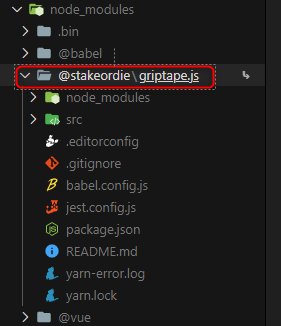 node_modules
.bin
@babel
@stakeordie\griptape.js
node_modules
src
.editorconfig
.gitignore
babel.config.js
jest.config.js
package.json
README.md
yarn-error.log
yarn.lock
@vue